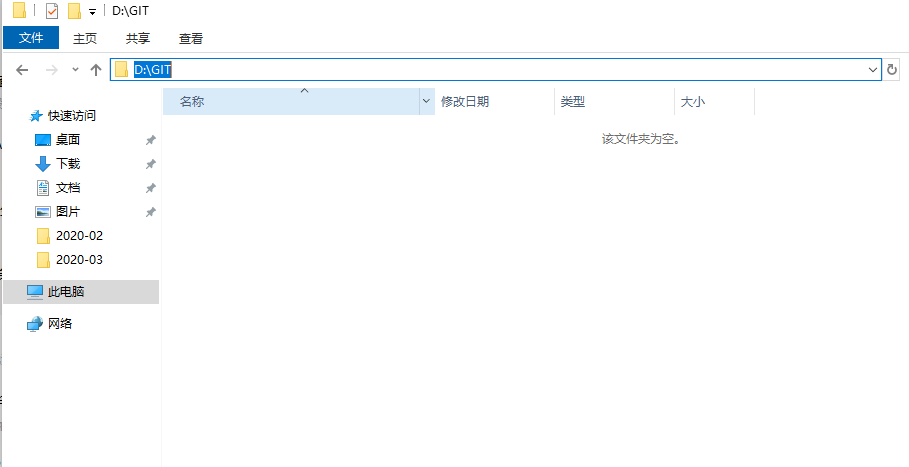 D:\GIT
文件 主页 共享 查看
D:\GIT
名称 修改日期 类型 大小
该文件夹为空。
快速访问
桌面
下载
文档
图片
2020-02
2020-03
此电脑
网络